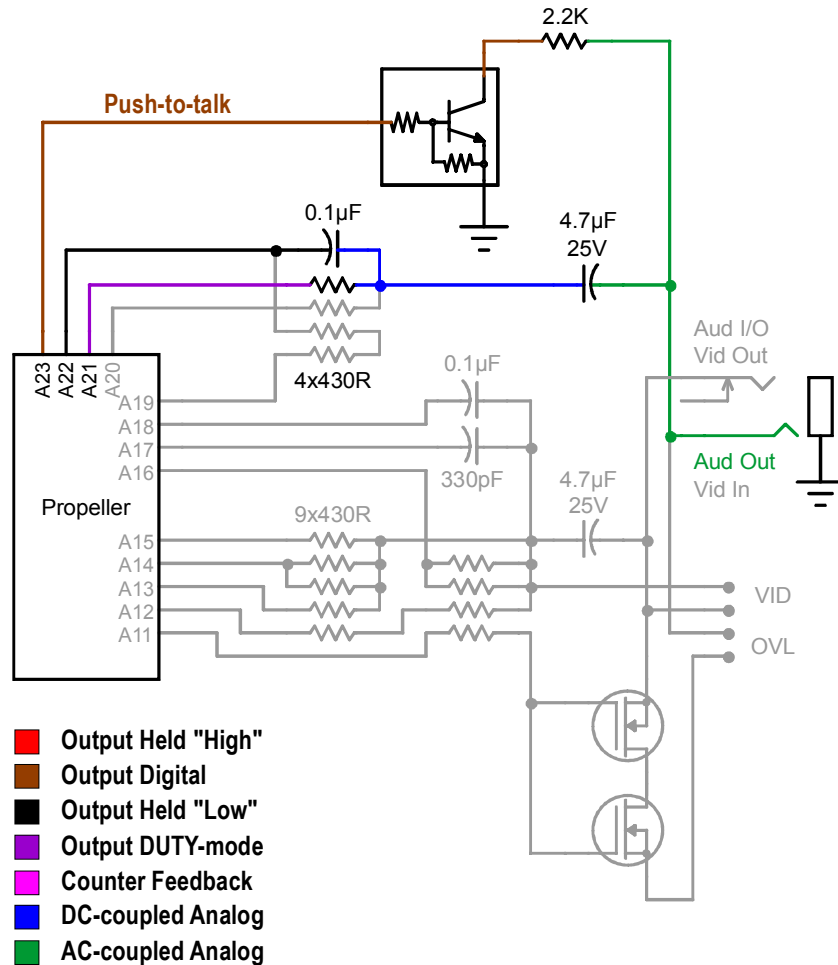 2.2K
Push-to-talk
0.1µF
4.7µF
25V
A23
A22
A21
A20
4x430R
Aud I/O
Vid Out
A19
A18
A17
A16
0.1µF
330pF
Aud Out
Vid In
Propeller
4.7µF
25V
9x430R
A15
A14
A13
A12
A11
VID
OVL
Output Held "High"
Output Digital
Output Held "Low"
Output DUTY-mode
Counter Feedback
DC-coupled Analog
AC-coupled Analog